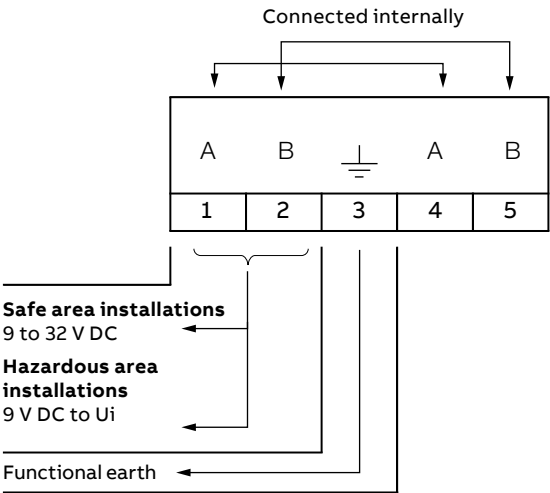 Connected internally
A B A B
1 2 3 4 5
Safe area installations
9 to 32 V DC
Hazardous area
installations
9 V DC to Ui
Functional earth